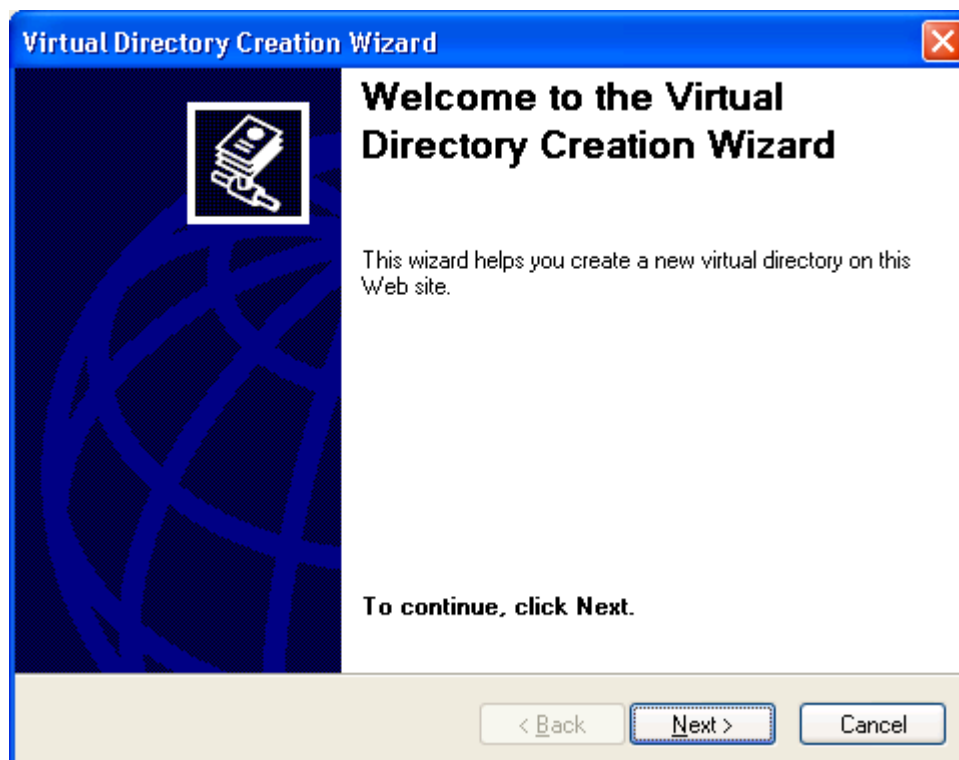 Virtual Directory Creation Wizard
Welcome to the Virtual
Directory Creation Wizard
This wizard helps you create a new virtual directory on this
Web site.
To continue, click Next.
< Back Next > Cancel